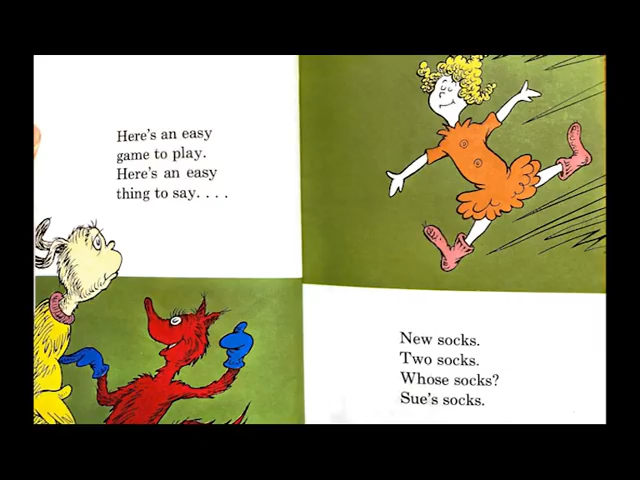 Here's an easy
game to play.
Here's an easy
thing to say. . . .
New socks.
Two socks.
Whose socks?
Sue's socks.